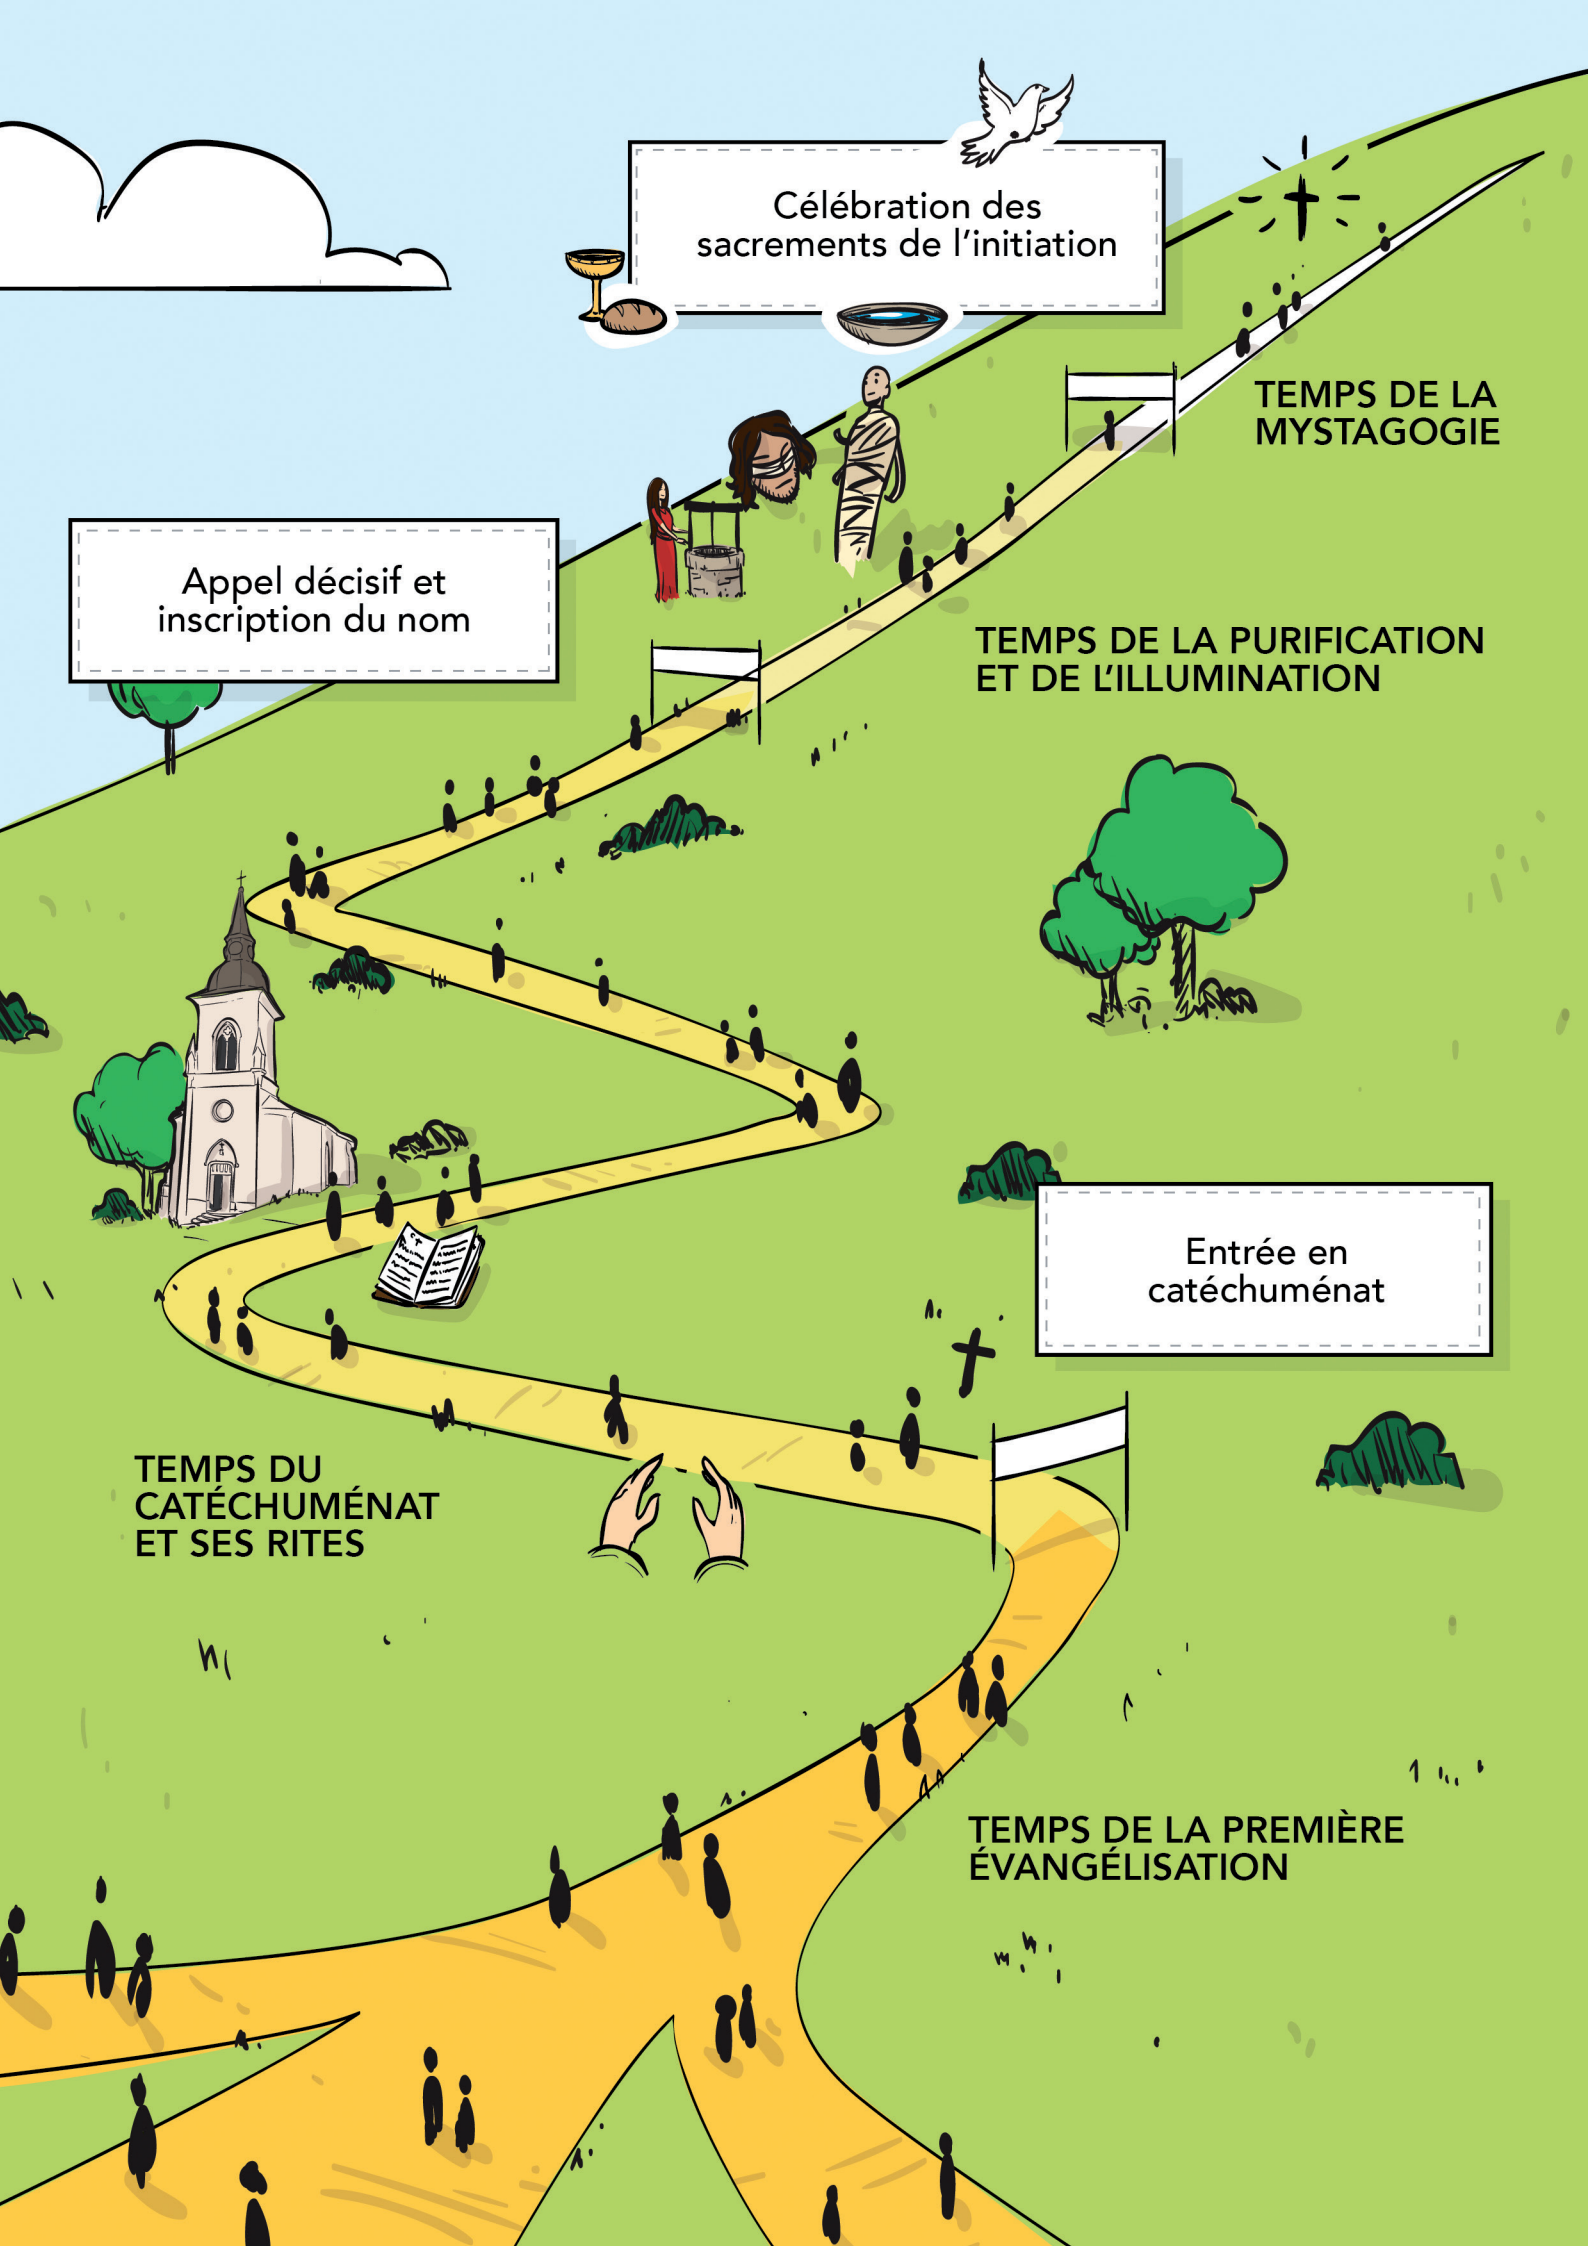 Célébration des
sacrements de l'initiation
TEMPS DE LA
MYSTAGOGIE
Appel décisif et
inscription du nom
TEMPS DE LA PURIFICATION
ET DE L'ILLUMINATION
Entrée en
catéchuménat
TEMPS DU
CATÉCHUMÉNAT
ET SES RITES
TEMPS DE LA PREMIÈRE
ÉVANGÉLISATION